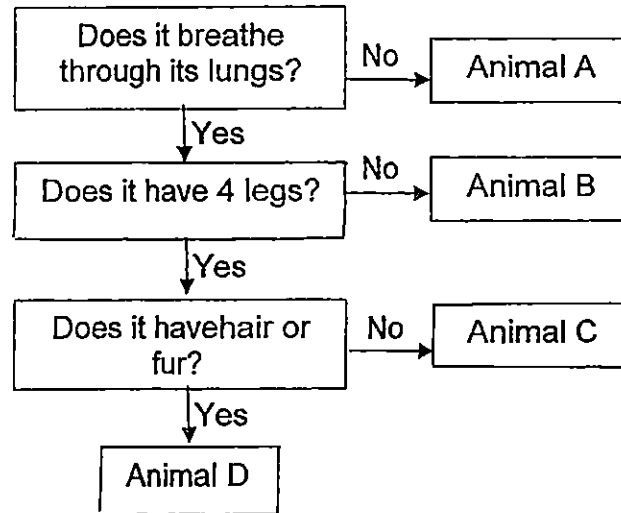 Does it breathe
through its lungs?
No
Animal A
Yes
Does it have 4 legs?
No
Animal B
Yes
Does it havehair or
fur?
No
Animal C
Yes
Animal D